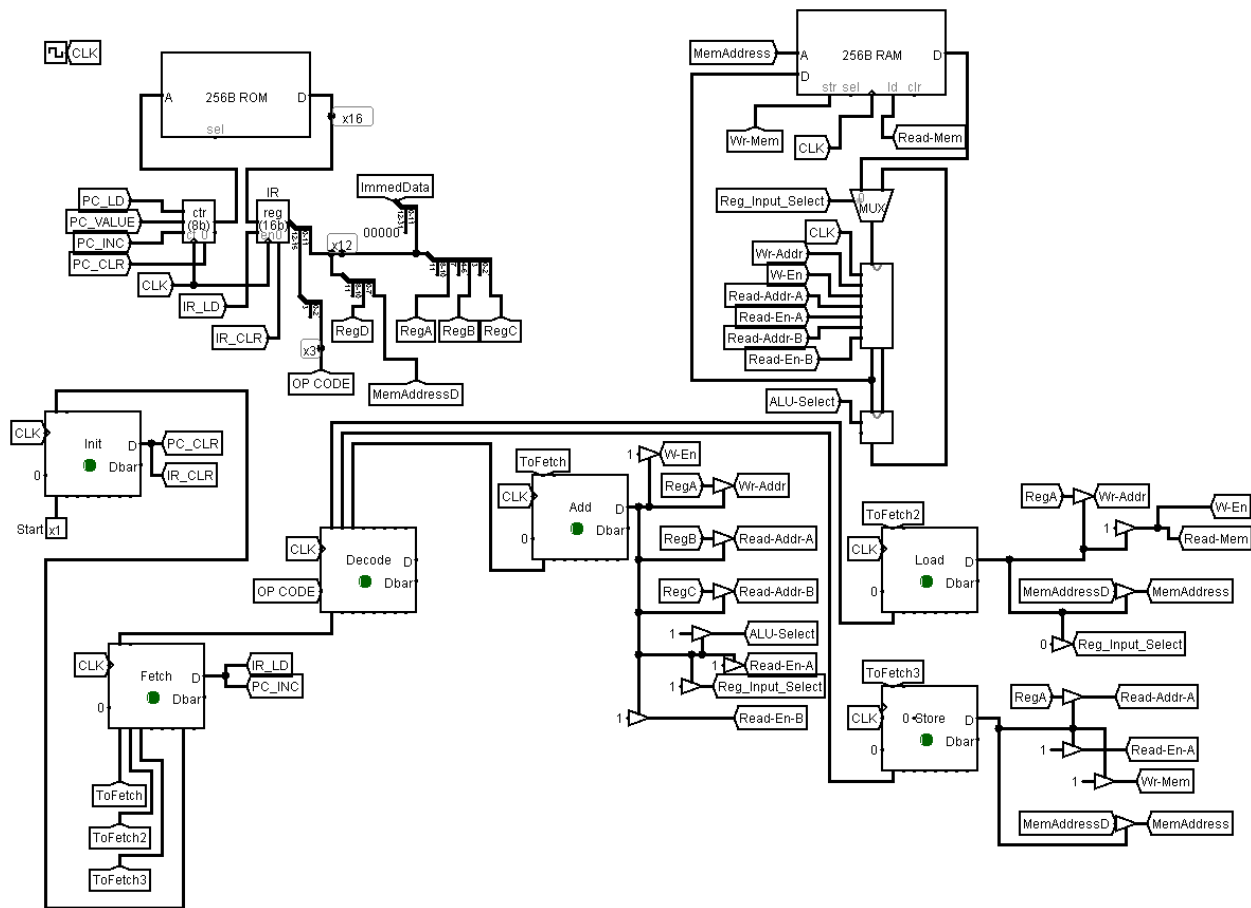 CLK
A
256B ROM
D
sel
x16
MemAddress
A
256B RAM
D
D
str
sel
ld
clr
Wr-Mem
CLK
Read-Mem
PC_LD
PC_VALUE
PC_INC
PC_CLR
ctr
(8b)
IR
reg
(16b)
CLK
IR_LD
IR_CLR
ImmedData
00000
x12
RegD
RegA
RegB
RegC
x3
OP CODE
MemAddressD
Reg_Input_Select
0
MUX
CLK
Wr-Addr
W-En
Read-Addr-A
Read-En-A
Read-Addr-B
Read-En-B
ALU-Select
CLK
Init
D
Dbar
0
PC_CLR
IR_CLR
Start
x1
CLK
Decode
D
Dbar
OP CODE
ToFetch
CLK
Add
D
Dbar
0
1
W-En
RegA
Wr-Addr
RegB
Read-Addr-A
RegC
Read-Addr-B
1
ALU-Select
1
Read-En-A
1
Reg_Input_Select
1
Read-En-B
ToFetch2
CLK
Load
D
Dbar
0
RegA
Wr-Addr
1
W-En
Read-Mem
MemAddressD
MemAddress
0
Reg_Input_Select
CLK
Fetch
D
Dbar
0
IR_LD
PC_INC
ToFetch
ToFetch2
ToFetch3
ToFetch3
CLK
0
Store
D
Dbar
0
RegA
Read-Addr-A
1
Read-En-A
1
Wr-Mem
MemAddressD
MemAddress